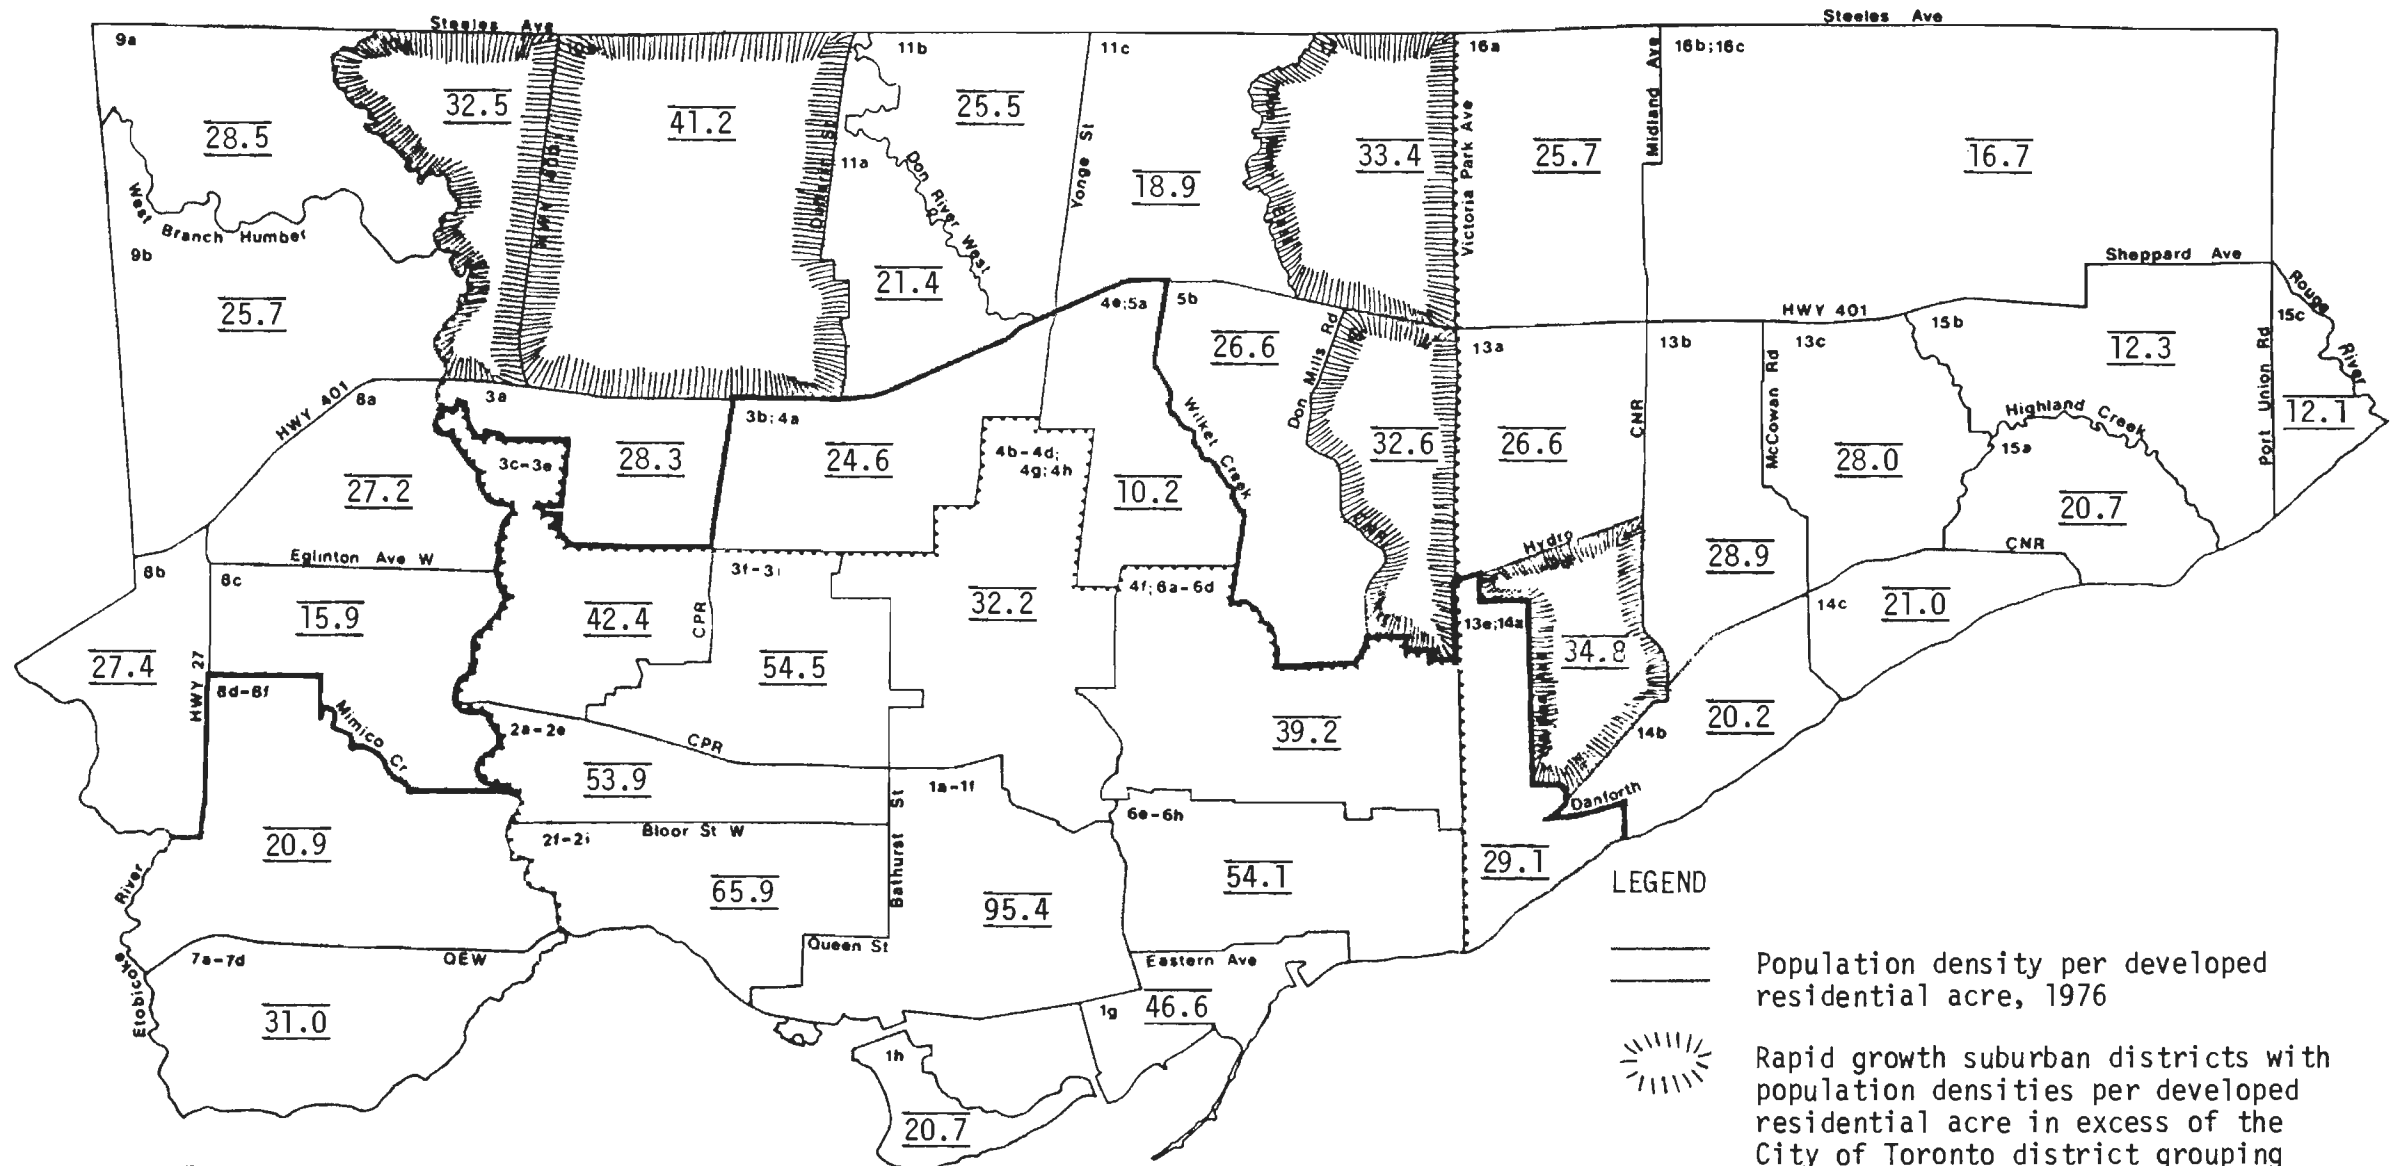 Steeles Ave
Steeles Ave
9a
11b
11c
16a
16b;16c
32.5
41.2
25.5
28.5
Midland Ave
33.4
25.7
16.7
11a
Don River West
Yonge St
18.9
Victoria Park Ave
HWY 400
Dufferin St
West Branch Humber
9b
25.7
21.4
Sheppard Ave
Rouge River
4e;5a
5b
HWY 401
15b
15c
13a
13b
13c
26.6
Don Mills Rd
12.3
Port Union Rd
HWY 401
8a
3a
3b;4a
12.1
Wilket Creek
Highland Creek
McCowan Rd
CNR
3c-3e
28.3
24.6
4b-4d;
4g;4h
32.6
26.6
28.0
15a
27.2
10.2
20.7
CNR
Hydro
CNR
Eglinton Ave W
8b
8c
3f-3i
28.9
4f;6a-6d
15.9
42.4
CPR
32.2
13e;14a
14c
21.0
27.4
HWY 27
54.5
34.8
8d-8f
Mimico Cr
2a-2e
CPR
39.2
14b
20.2
53.9
1a-1f
Danforth
Bathurst St
6e-6h
2f-2i
Bloor St W
20.9
29.1
65.9
54.1
95.4
Queen St
Etobicoke River
7a-7d
QEW
Eastern Ave
31.0
1g
46.6
1h
20.7
LEGEND
Population density per developed
residential acre, 1976
Rapid growth suburban districts with
population densities per developed
residential acre in excess of the
City of Toronto district grouping